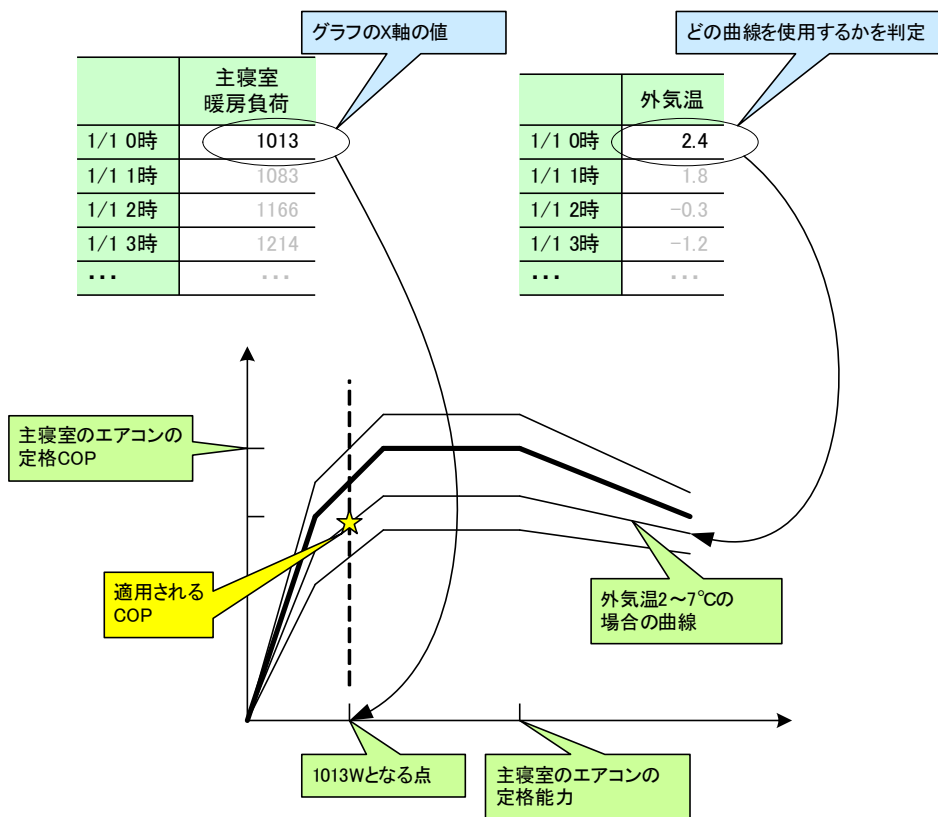 グラフのX軸の値
どの曲線を使用するかを判定
主寝室
暖房負荷
1/1 0時 1013
1/1 1時 1083
1/1 2時 1166
1/1 3時 1214
・・・ ・・・
外気温
1/1 0時 2.4
1/1 1時 1.8
1/1 2時 -0.3
1/1 3時 -1.2
・・・ ・・・
主寝室のエアコンの
定格COP
適用される
COP
外気温2～7℃の
場合の曲線
1013Wとなる点
主寝室のエアコンの
定格能力